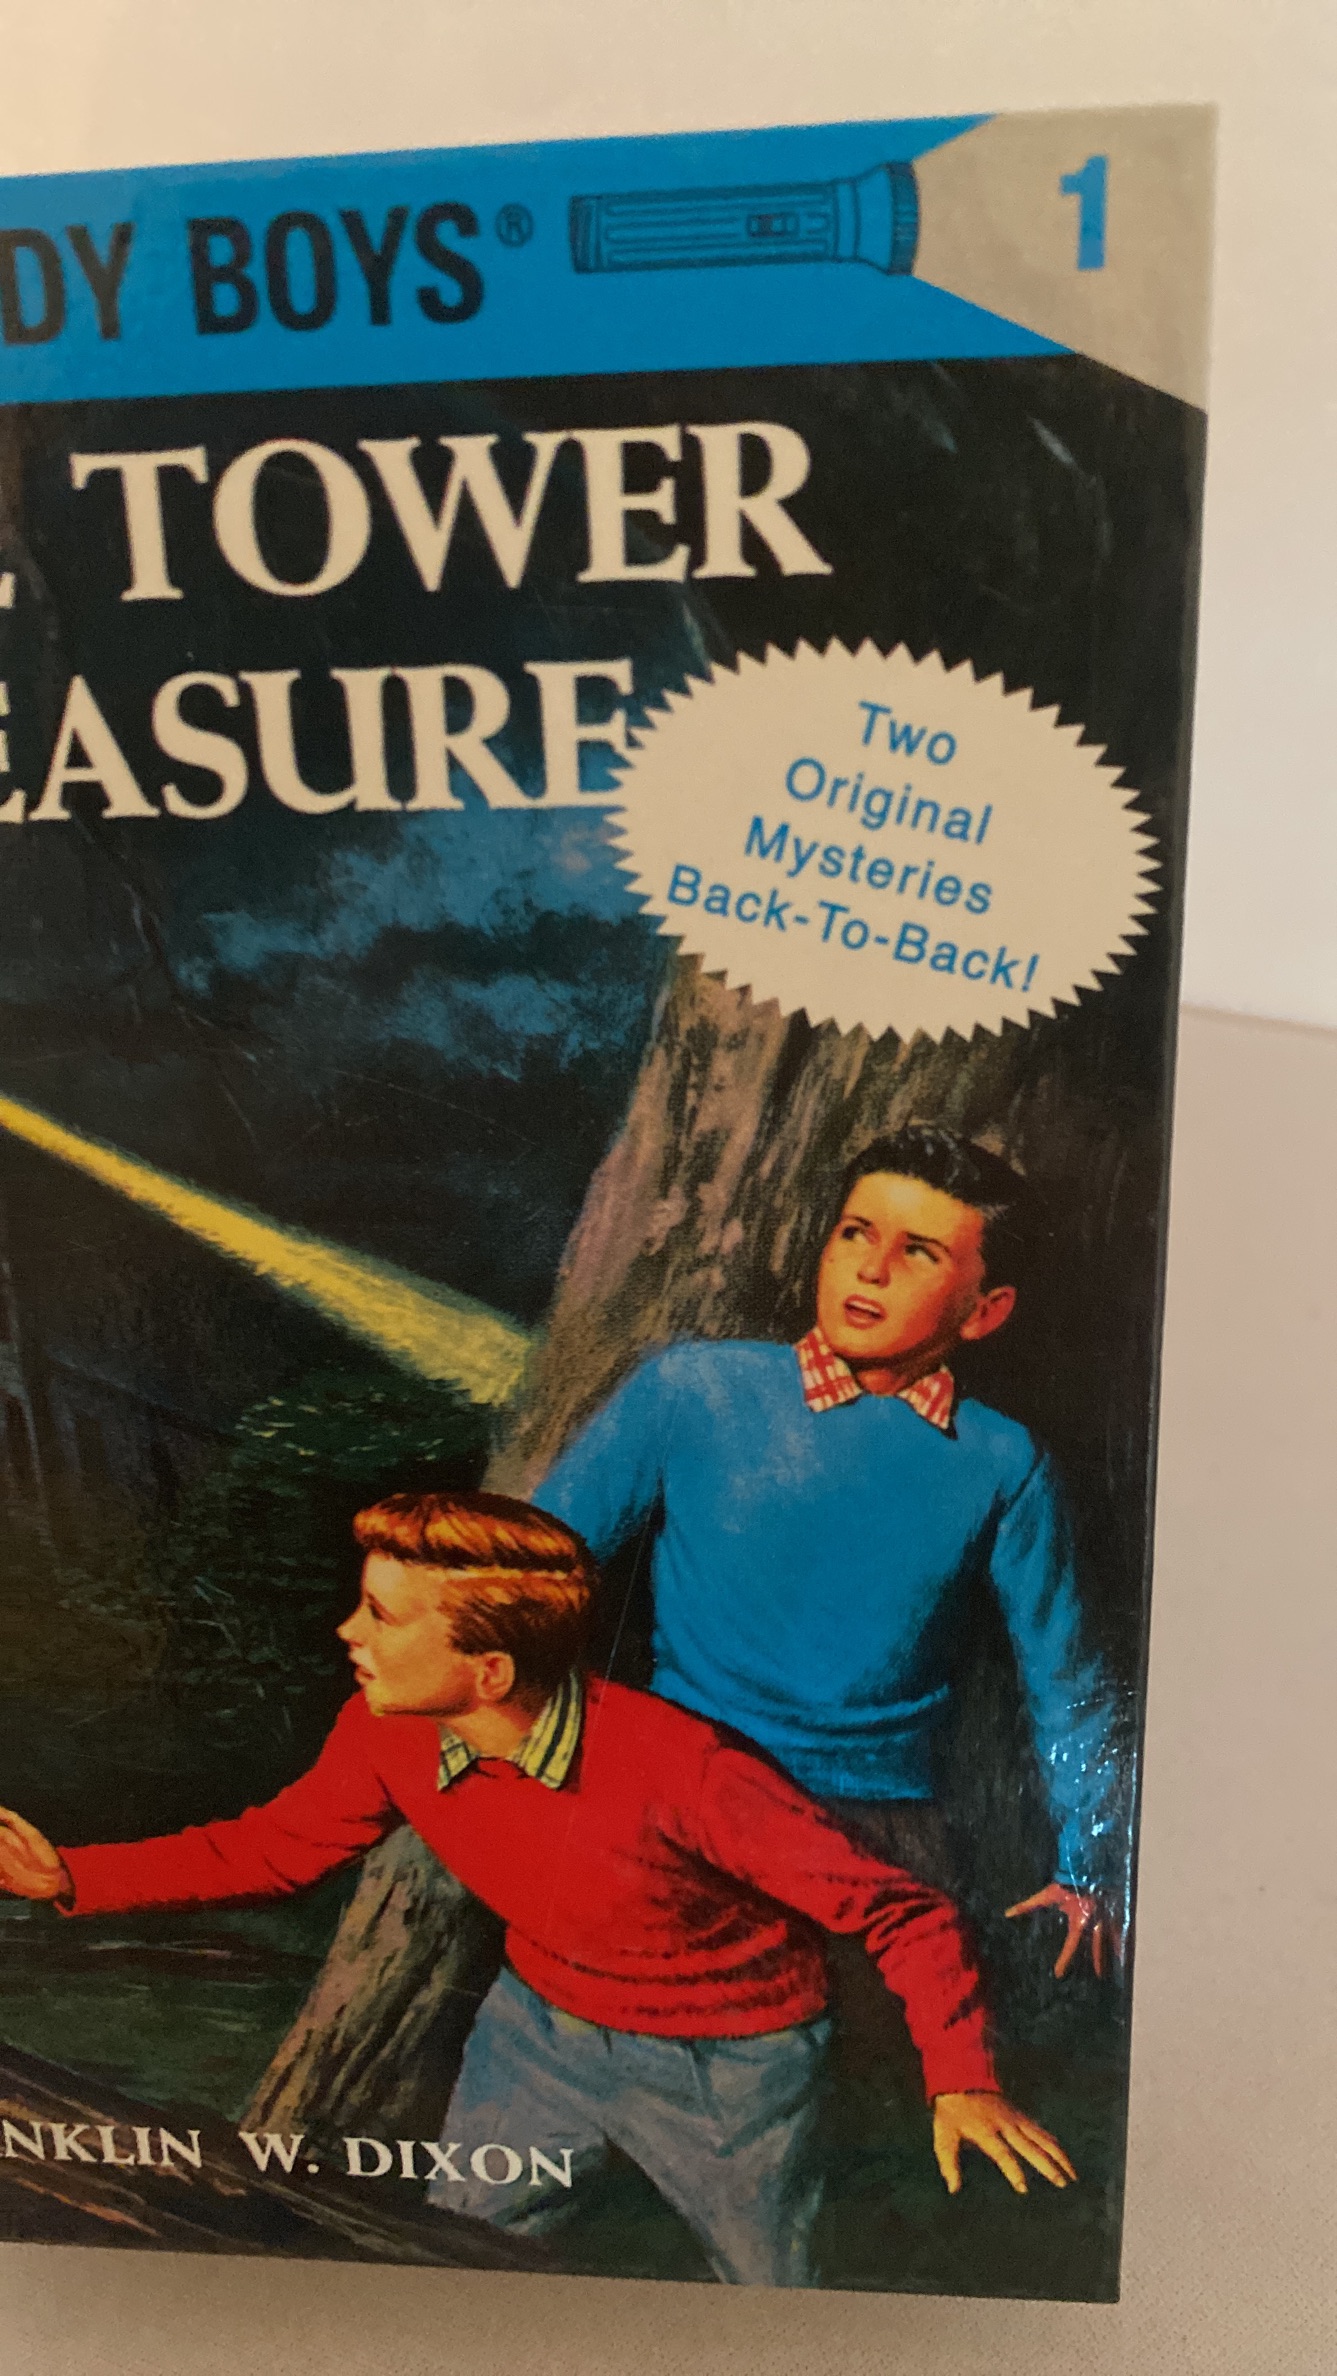 DY BOYS® 1
TOWER
EASURE
Two
Original
Mysteries
Back-To-Back!
NKLIN W. DIXON